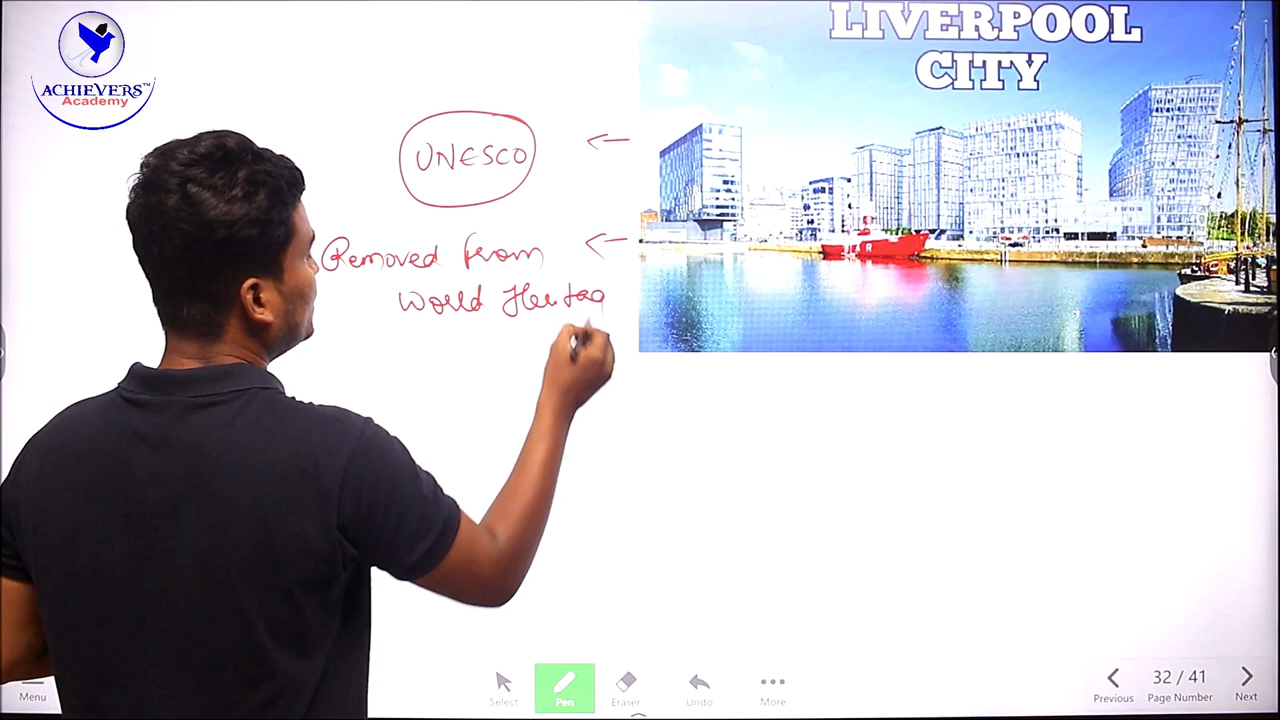 ACHIEVERS™
Academy
LIVERPOOL
CITY
UNESCO
←
Removed from
←
World Heritag
R
Menu
Select
Pen
Eraser
Undo
More
Previous
32 / 41
Page Number
Next